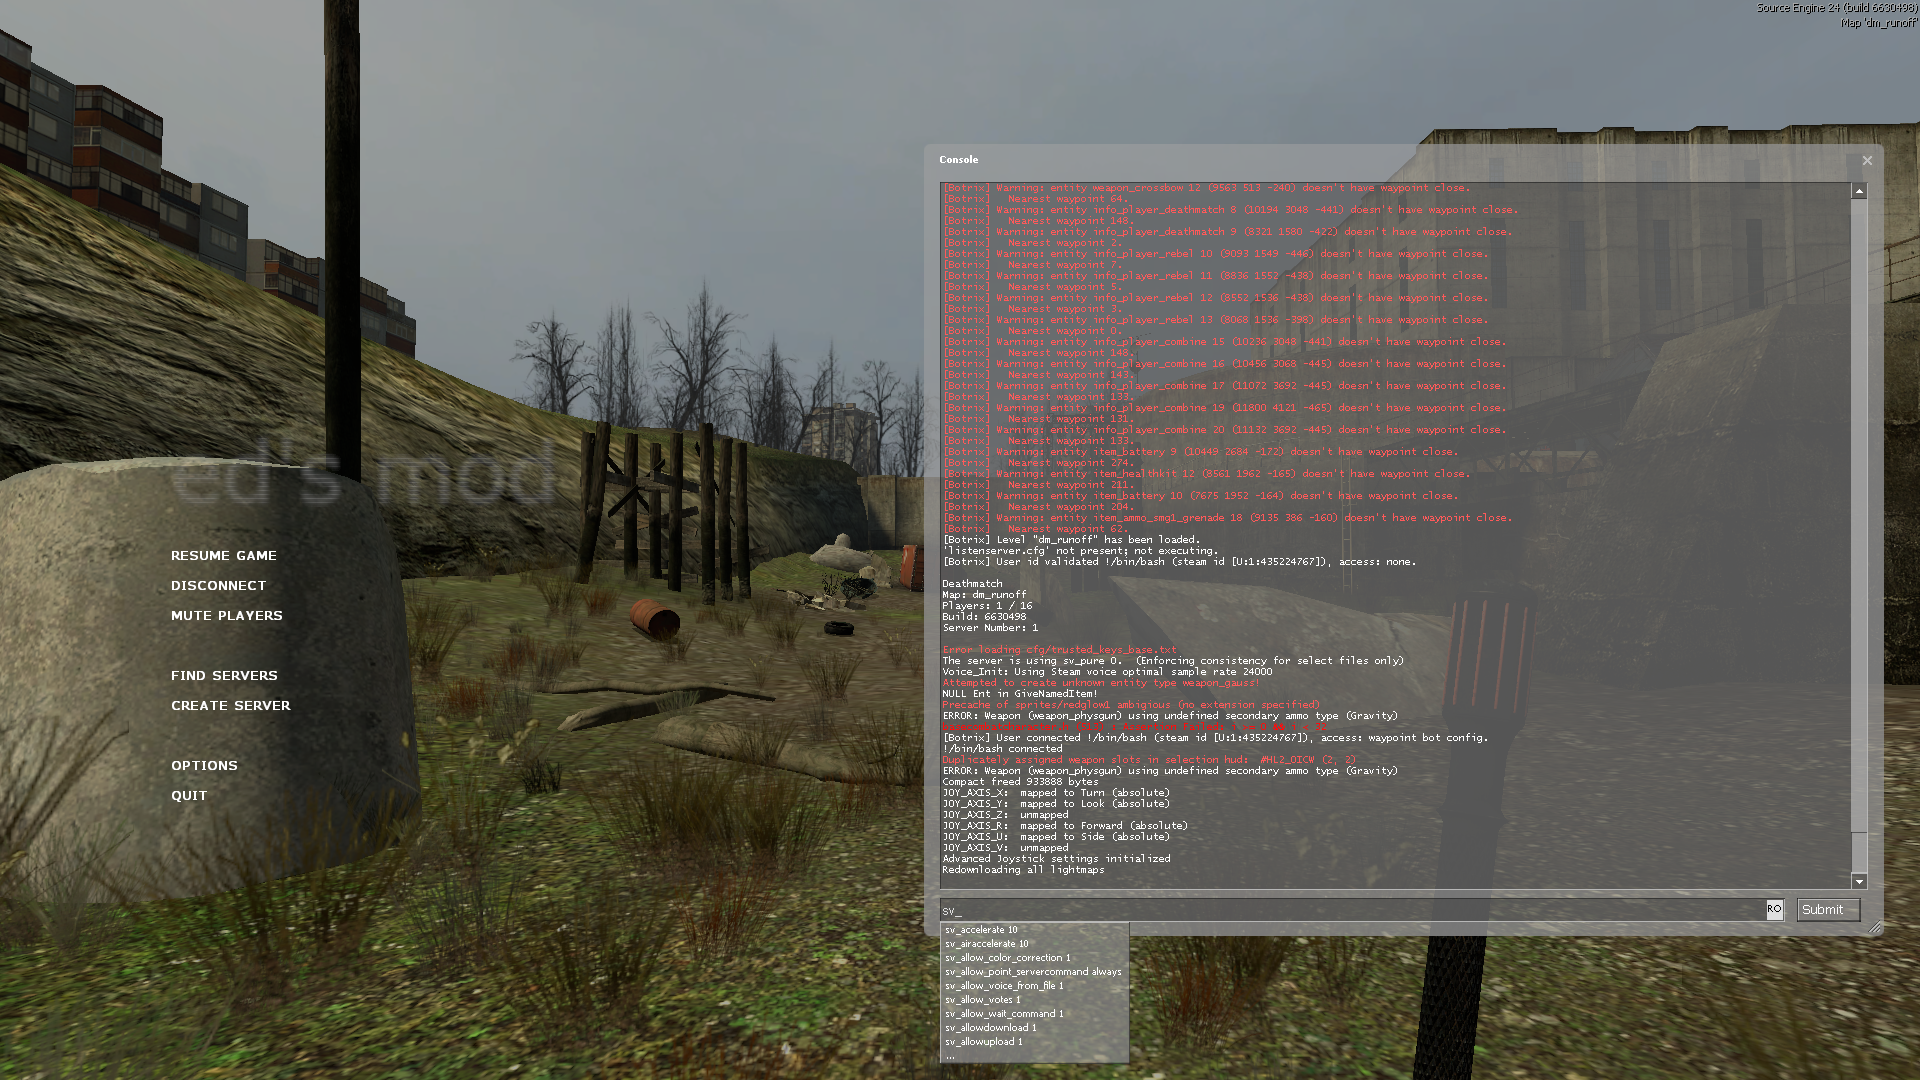 Source Engine 24 (build 6630498)
Map 'dm_runoff'
ed's mod
RESUME GAME
DISCONNECT
MUTE PLAYERS
FIND SERVERS
CREATE SERVER
OPTIONS
QUIT
Console
[Botrix] Warning: entity weapon_crossbow 12 (9563 513 -240) doesn't have waypoint close.
[Botrix]   Nearest waypoint 64.
[Botrix] Warning: entity info_player_deathmatch 8 (10194 3048 -441) doesn't have waypoint close.
[Botrix]   Nearest waypoint 148.
[Botrix] Warning: entity info_player_deathmatch 9 (8321 1580 -422) doesn't have waypoint close.
[Botrix]   Nearest waypoint 2.
[Botrix] Warning: entity info_player_rebel 10 (9093 1549 -446) doesn't have waypoint close.
[Botrix]   Nearest waypoint 7.
[Botrix] Warning: entity info_player_rebel 11 (8836 1552 -438) doesn't have waypoint close.
[Botrix]   Nearest waypoint 5.
[Botrix] Warning: entity info_player_rebel 12 (8552 1536 -438) doesn't have waypoint close.
[Botrix]   Nearest waypoint 3.
[Botrix] Warning: entity info_player_rebel 13 (8068 1536 -398) doesn't have waypoint close.
[Botrix]   Nearest waypoint 0.
[Botrix] Warning: entity info_player_combine 15 (10236 3048 -441) doesn't have waypoint close.
[Botrix]   Nearest waypoint 148.
[Botrix] Warning: entity info_player_combine 16 (10456 3068 -445) doesn't have waypoint close.
[Botrix]   Nearest waypoint 143.
[Botrix] Warning: entity info_player_combine 17 (11072 3692 -445) doesn't have waypoint close.
[Botrix]   Nearest waypoint 133.
[Botrix] Warning: entity info_player_combine 19 (11800 4121 -465) doesn't have waypoint close.
[Botrix]   Nearest waypoint 131.
[Botrix] Warning: entity info_player_combine 20 (11132 3692 -445) doesn't have waypoint close.
[Botrix]   Nearest waypoint 133.
[Botrix] Warning: entity item_battery 9 (10449 2684 -172) doesn't have waypoint close.
[Botrix]   Nearest waypoint 274.
[Botrix] Warning: entity item_healthkit 12 (8561 1962 -165) doesn't have waypoint close.
[Botrix]   Nearest waypoint 211.
[Botrix] Warning: entity item_battery 10 (7675 1952 -164) doesn't have waypoint close.
[Botrix]   Nearest waypoint 204.
[Botrix] Warning: entity item_ammo_smg1_grenade 18 (9135 386 -160) doesn't have waypoint close.
[Botrix]   Nearest waypoint 62.
[Botrix] Level "dm_runoff" has been loaded.
'listenserver.cfg' not present; not executing.
[Botrix] User id validated !/bin/bash (steam id [U:1:435224767]), access: none.
Deathmatch
Map: dm_runoff
Players: 1 / 16
Build: 6630498
Server Number: 1
Error loading cfg/trusted_keys_base.txt
The server is using sv_pure 0.  (Enforcing consistency for select files only)
Voice_Init: Using Steam voice optimal sample rate 24000
Attempted to create unknown entity type weapon_gauss!
NULL Ent in GiveNamedItem!
Precache of sprites/redglow1 ambigious (no extension specified)
ERROR: Weapon (weapon_physgun) using undefined secondary ammo type (Gravity)
[Botrix] User connected !/bin/bash (steam id [U:1:435224767]), access: waypoint bot config.
!/bin/bash connected
Duplicately assigned weapon slots in selection hud:  #HL2_OICW (2, 2)
ERROR: Weapon (weapon_physgun) using undefined secondary ammo type (Gravity)
Compact freed 933888 bytes
JOY_AXIS_X:  mapped to Turn (absolute)
JOY_AXIS_Y:  mapped to Look (absolute)
JOY_AXIS_Z:  unmapped
JOY_AXIS_R:  mapped to Forward (absolute)
JOY_AXIS_U:  mapped to Side (absolute)
JOY_AXIS_V:  unmapped
Advanced Joystick settings initialized
Redownloading all lightmaps
sv_
RO
Submit
sv_accelerate 10
sv_airaccelerate 10
sv_allow_color_correction 1
sv_allow_point_servercommand always
sv_allow_voice_from_file 1
sv_allow_votes 1
sv_allow_wait_command 1
sv_allowdownload 1
sv_allowupload 1
...